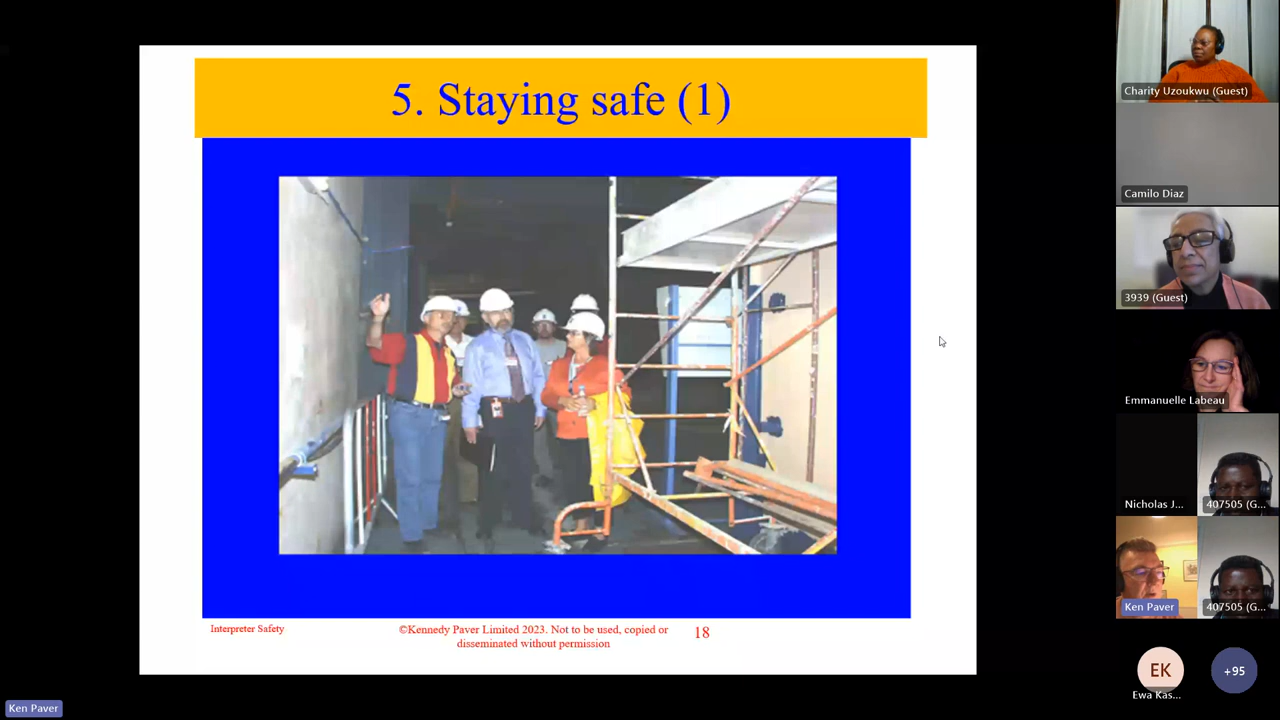 5. Staying safe (1)
Interpreter Safety
©Kennedy Paver Limited 2023. Not to be used, copied or
disseminated without permission
18
Charity Uzoukwu (Guest)
Camilo Diaz
3939 (Guest)
Emmanuelle Labeau
Nicholas J...
407505 (G...
Ken Paver
407505 (G...
EK
+95
Ewa Kas...
Ken Paver